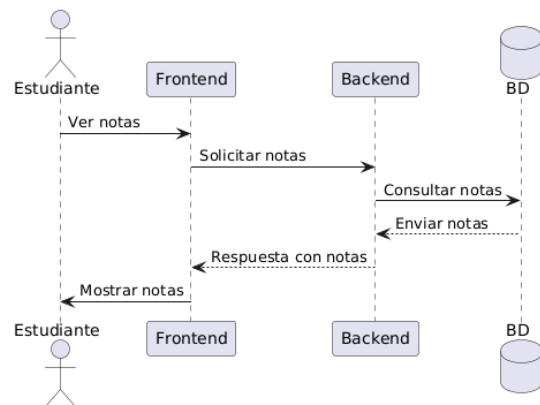 Estudiante
Frontend
Backend
BD
Ver notas
Solicitar notas
Consultar notas
Enviar notas
Respuesta con notas
Mostrar notas
Estudiante
Frontend
Backend
BD